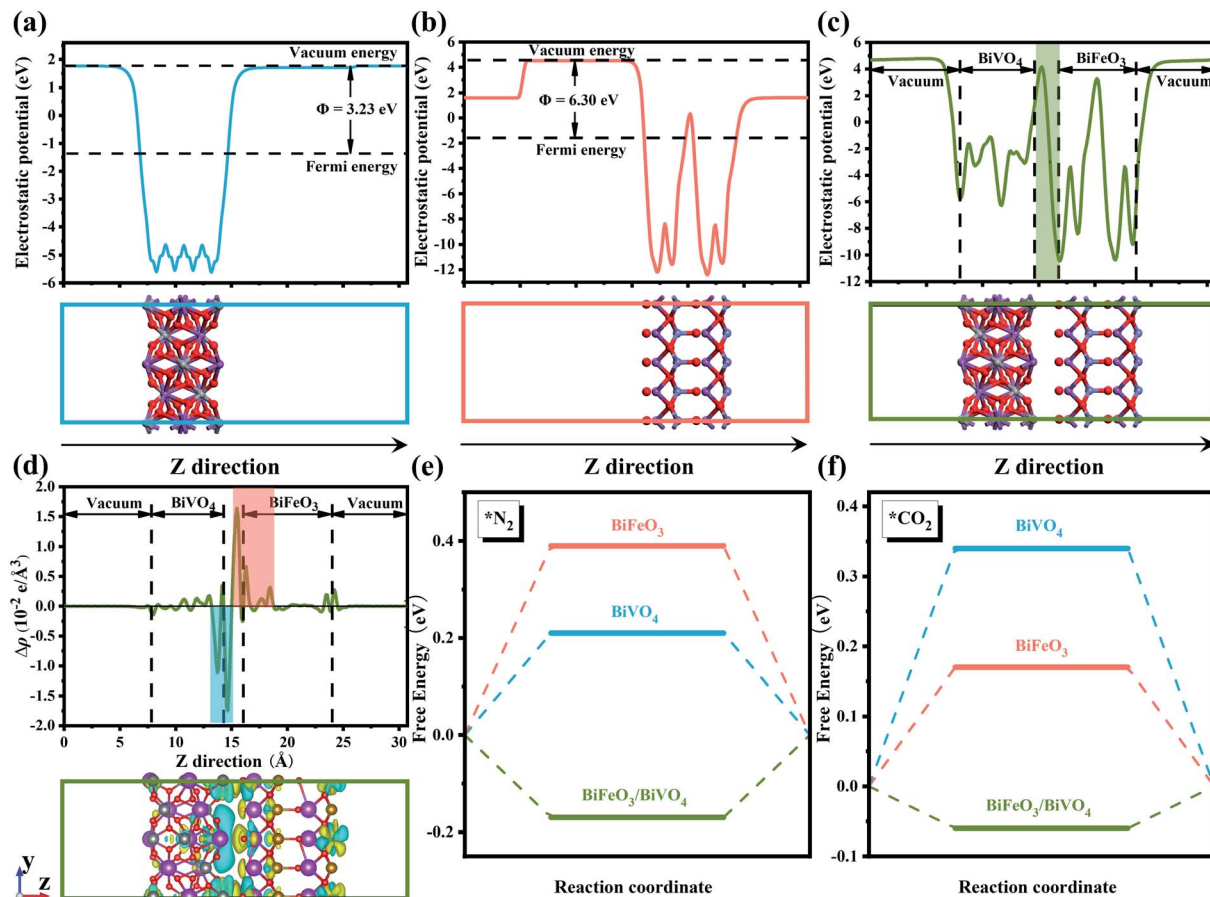 (a)
Electrostatic potential (eV)
2
1
0
-1
-2
-3
-4
-5
-6
Vacuum energy
Φ = 3.23 eV
Fermi energy
Z direction
(b)
Electrostatic potential (eV)
6
4
2
0
-2
-4
-6
-8
-10
-12
Vacuum energy
Φ = 6.30 eV
Fermi energy
Z direction
(c)
Electrostatic potential (eV)
6
4
2
0
-2
-4
-6
-8
-10
-12
BiVO₄ BiFeO₃
Vacuum Vacuum
Z direction
(d)
Δρ (10⁻² e/Å³)
2.0
1.5
1.0
0.5
0.0
-0.5
-1.0
-1.5
-2.0
Vacuum BiVO₄ BiFeO₃ Vacuum
0 5 10 15 20 25 30
Z direction (Å)
y
z
(e)
*N₂
Free Energy (eV)
0.4
0.2
0.0
-0.2
BiFeO₃
BiVO₄
BiFeO₃/BiVO₄
Reaction coordinate
(f)
*CO₂
Free Energy (eV)
0.4
0.3
0.2
0.1
0.0
-0.1
BiVO₄
BiFeO₃
BiFeO₃/BiVO₄
Reaction coordinate